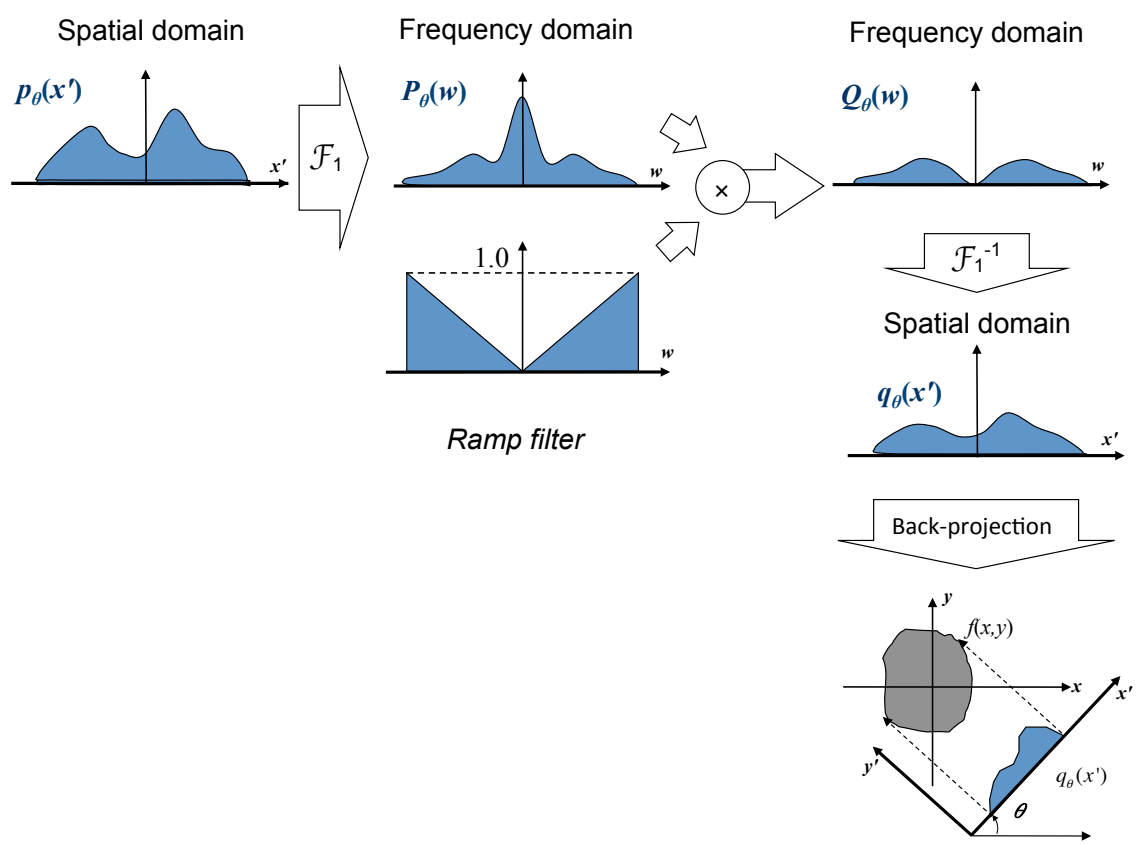 Spatial domain
Frequency domain
Frequency domain
pθ(x′)
x′
ℱ1
Pθ(w)
w
×
Qθ(w)
w
1.0
w
Ramp filter
ℱ1-1
Spatial domain
qθ(x′)
x′
Back-projection
y
f(x,y)
x
x′
y′
qθ(x′)
θ